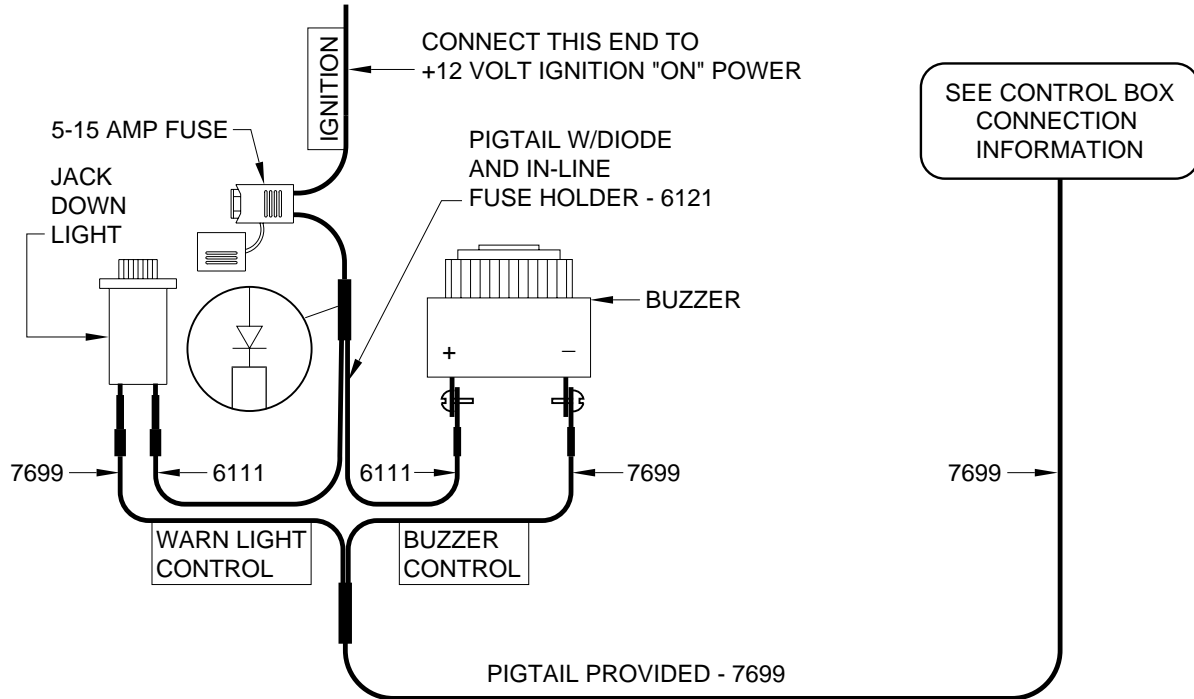 IGNITION
CONNECT THIS END TO
+12 VOLT IGNITION "ON" POWER
SEE CONTROL BOX
CONNECTION
INFORMATION
5-15 AMP FUSE
PIGTAIL W/DIODE
AND IN-LINE
FUSE HOLDER - 6121
JACK
DOWN
LIGHT
BUZZER
+ −
7699
6111
6111
7699
7699
WARN LIGHT
CONTROL
BUZZER
CONTROL
PIGTAIL PROVIDED - 7699